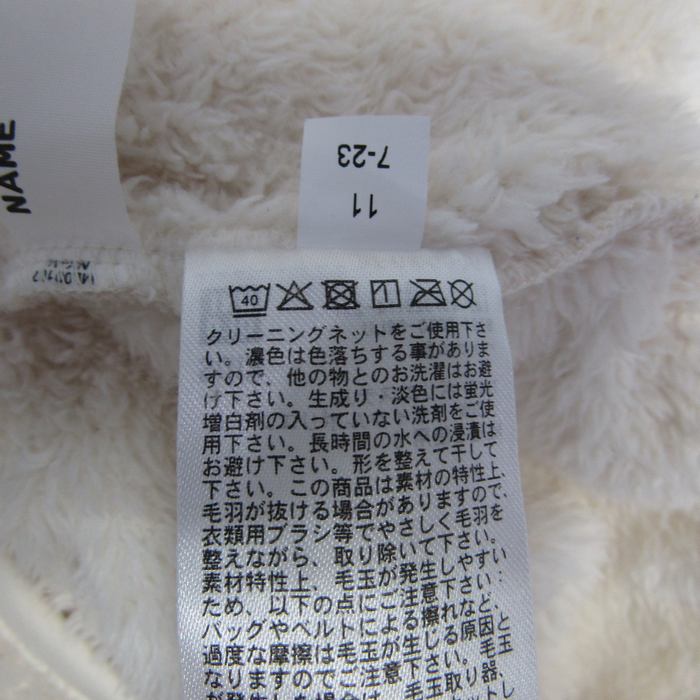 NAME
7-23
11
40
クリーニングネットをご使用下さ
い。濃色は色落ちする事がありま
すので、他の物とのお洗濯はお避
け下さい。生成り・淡色には蛍光
増白剤の入っていない洗剤をご使
用下さい。長時間の水への浸漬は
お避け下さい。形を整えて干して
下さい。この商品は素材の特性上、
毛羽が抜ける場合がありますので、
衣類用ブラシ等でやさしく毛羽を
整えながら、取り除いて下さい。
素材特性上、毛玉が発生しやすい
ため、以下の点にご注意下さい：
バッグやベルトによる擦れなど、
過度な摩擦は毛玉が生じる原因と
なりますのでご注意下さい。毛玉